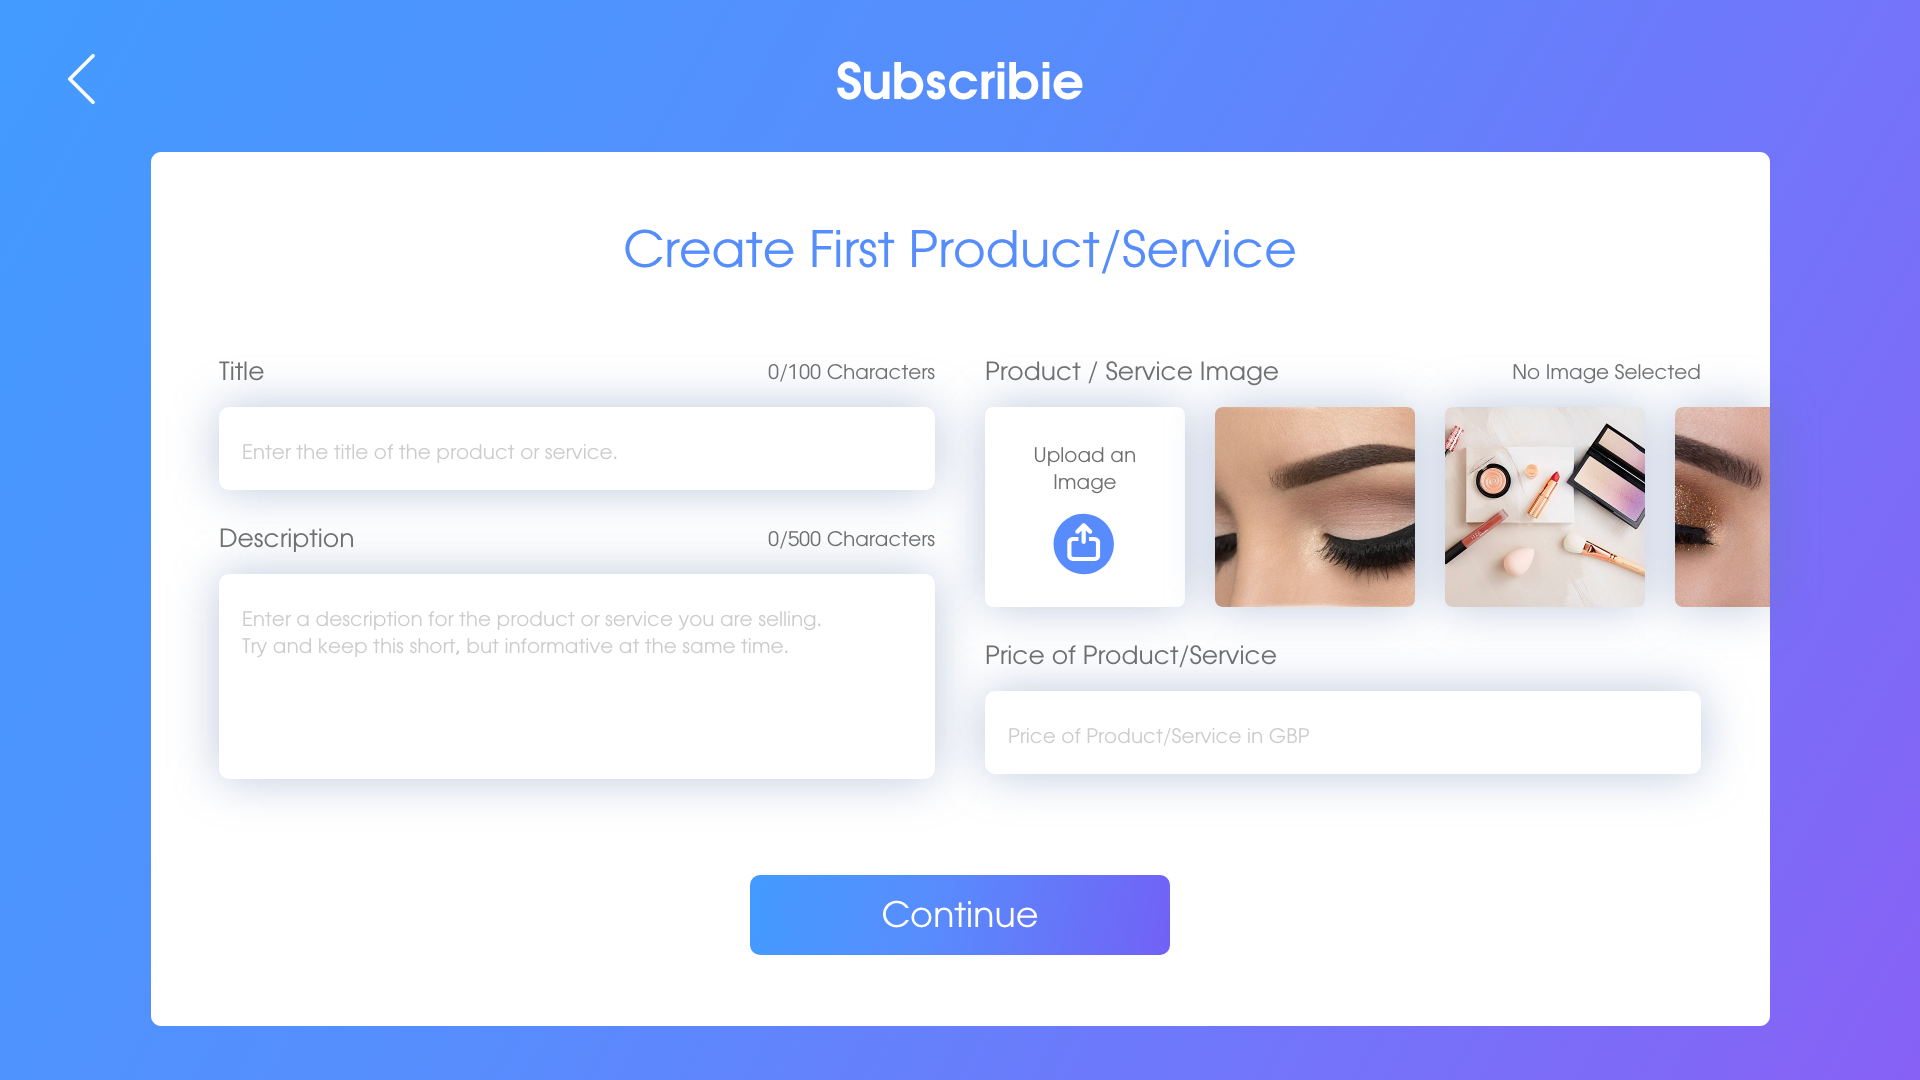 Subscribie
Create First Product/Service
Title
0/100 Characters
Enter the title of the product or service.
Description
0/500 Characters
Enter a description for the product or service you are selling.
Try and keep this short, but informative at the same time.
Product / Service Image
No Image Selected
Upload an
Image
Price of Product/Service
Price of Product/Service in GBP
Continue